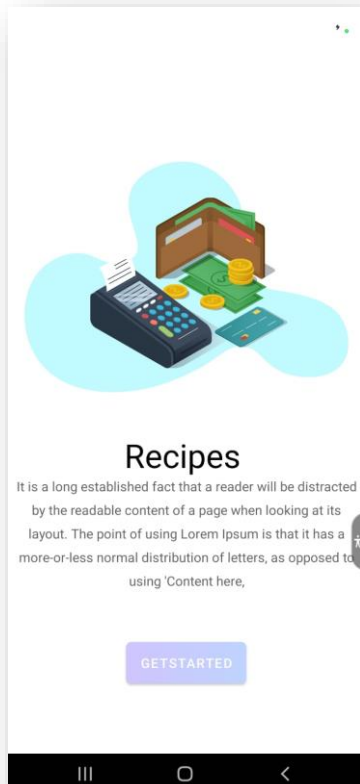 Recipes
It is a long established fact that a reader will be distracted
by the readable content of a page when looking at its
layout. The point of using Lorem Ipsum is that it has a
more-or-less normal distribution of letters, as opposed to
using 'Content here,
GETSTARTED